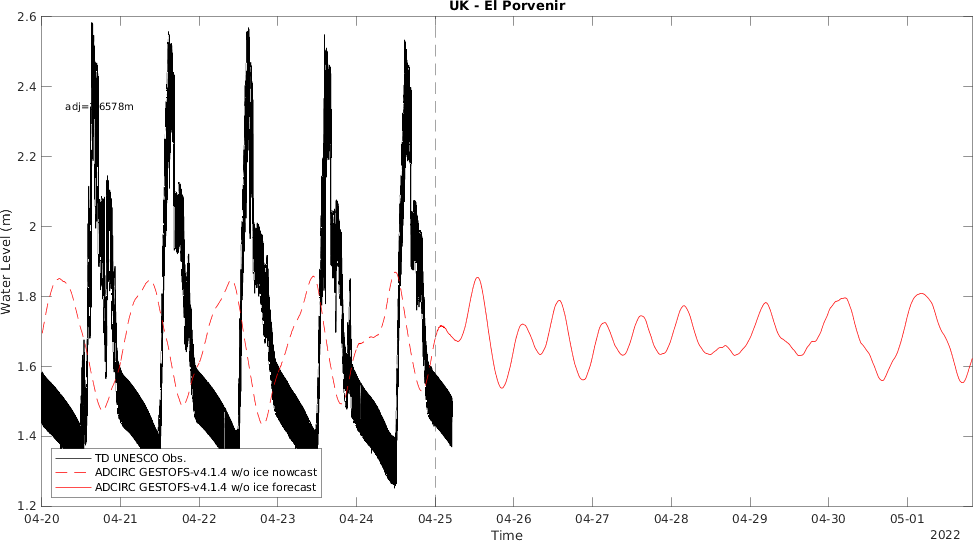 UK - El Porvenir
2.6
2.4
2.2
2
1.8
1.6
1.4
1.2
Water Level (m)
TD UNESCO Obs.
ADCIRC GESTOFS-v4.1.4 w/o ice nowcast
ADCIRC GESTOFS-v4.1.4 w/o ice forecast
04-20 04-21 04-22 04-23 04-24 04-25 04-26 04-27 04-28 04-29 04-30 05-01
Time
2022